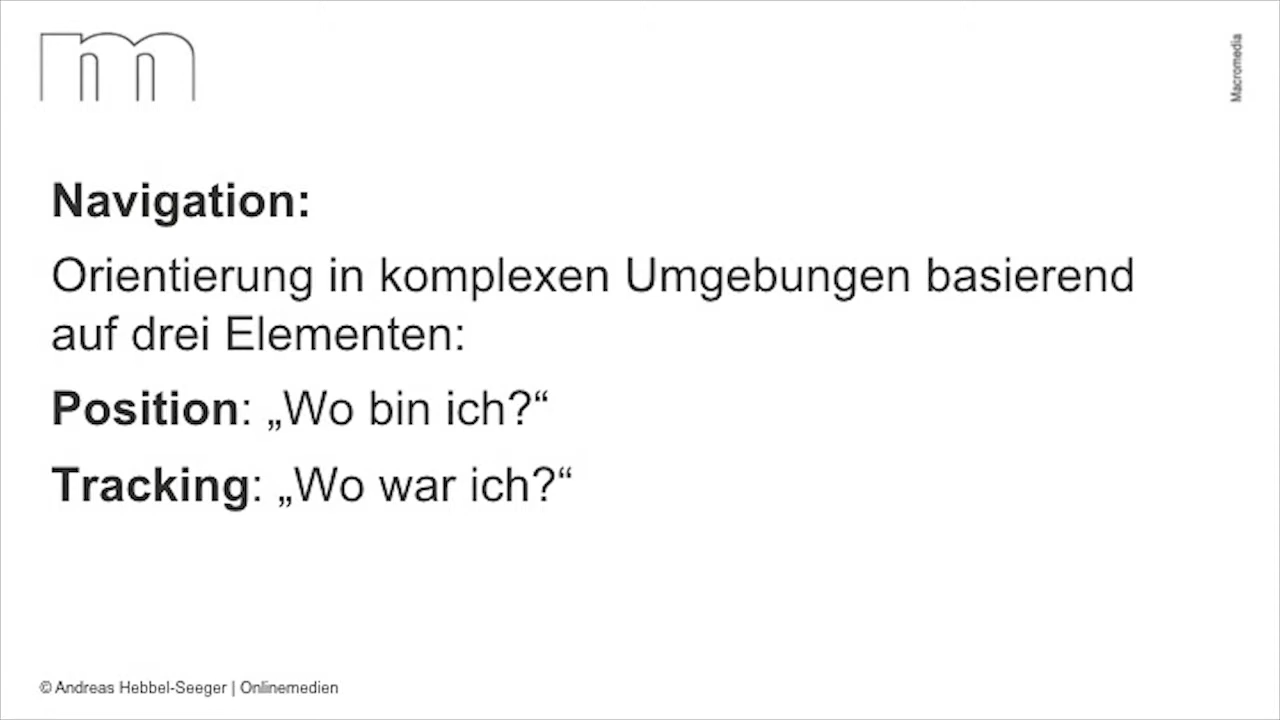 m
Macromedia
Navigation:
Orientierung in komplexen Umgebungen basierend
auf drei Elementen:
Position: „Wo bin ich?“
Tracking: „Wo war ich?“
© Andreas Hebbel-Seeger | Onlinemedien